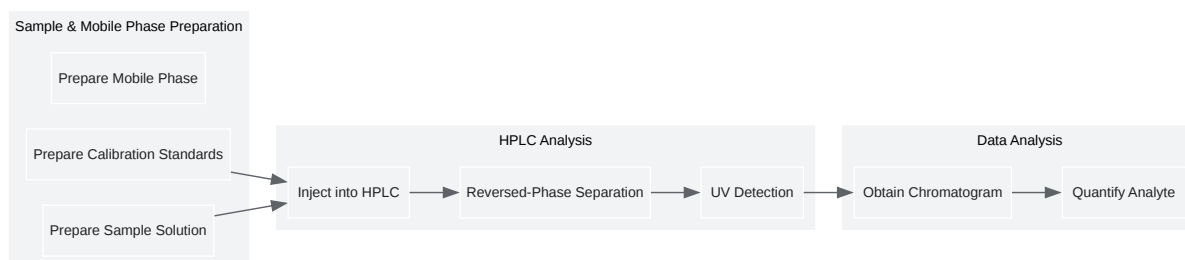 Sample & Mobile Phase Preparation
Prepare Mobile Phase
Prepare Calibration Standards
Prepare Sample Solution
HPLC Analysis
Inject into HPLC
Reversed-Phase Separation
UV Detection
Data Analysis
Obtain Chromatogram
Quantify Analyte